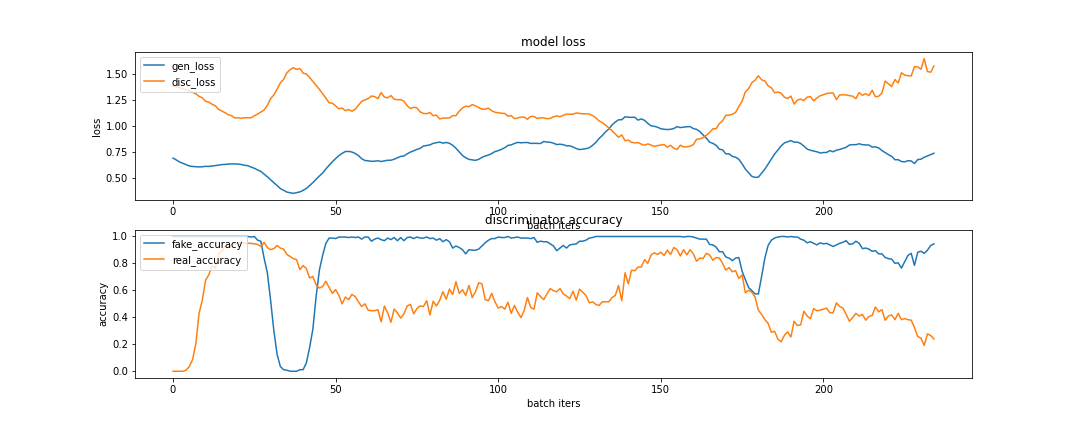 model loss
gen_loss
disc_loss
1.50
1.25
1.00
0.75
0.50
loss
0
50
100
150
200
batch iters
discriminator accuracy
fake_accuracy
real_accuracy
1.0
0.8
0.6
0.4
0.2
0.0
accuracy
0
50
100
150
200
batch iters